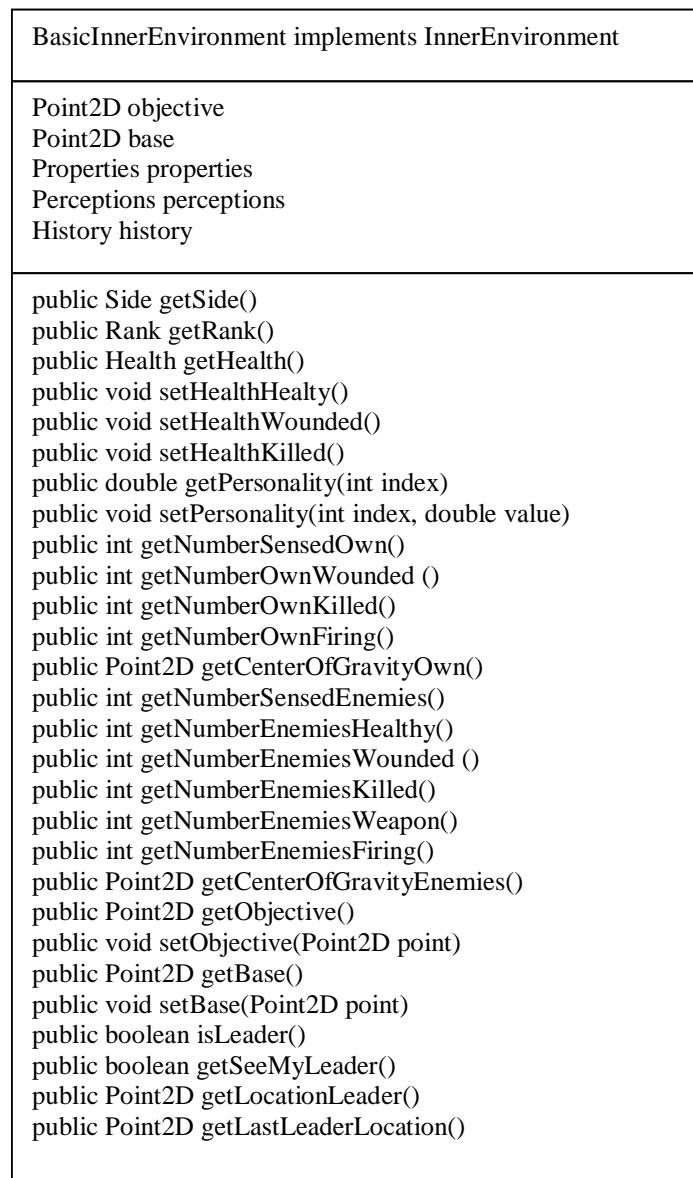 BasicInnerEnvironment implements InnerEnvironment
Point2D objective
Point2D base
Properties properties
Perceptions perceptions
History history
public Side getSide()
public Rank getRank()
public Health getHealth()
public void setHealthHealty()
public void setHealthWounded()
public void setHealthKilled()
public double getPersonality(int index)
public void setPersonality(int index, double value)
public int getNumberSensedOwn()
public int getNumberOwnWounded ()
public int getNumberOwnKilled()
public int getNumberOwnFiring()
public Point2D getCenterOfGravityOwn()
public int getNumberSensedEnemies()
public int getNumberEnemiesHealthy()
public int getNumberEnemiesWounded ()
public int getNumberEnemiesKilled()
public int getNumberEnemiesWeapon()
public int getNumberEnemiesFiring()
public Point2D getCenterOfGravityEnemies()
public Point2D getObjective()
public void setObjective(Point2D point)
public Point2D getBase()
public void setBase(Point2D point)
public boolean isLeader()
public boolean getSeeMyLeader()
public Point2D getLocationLeader()
public Point2D getLastLeaderLocation()